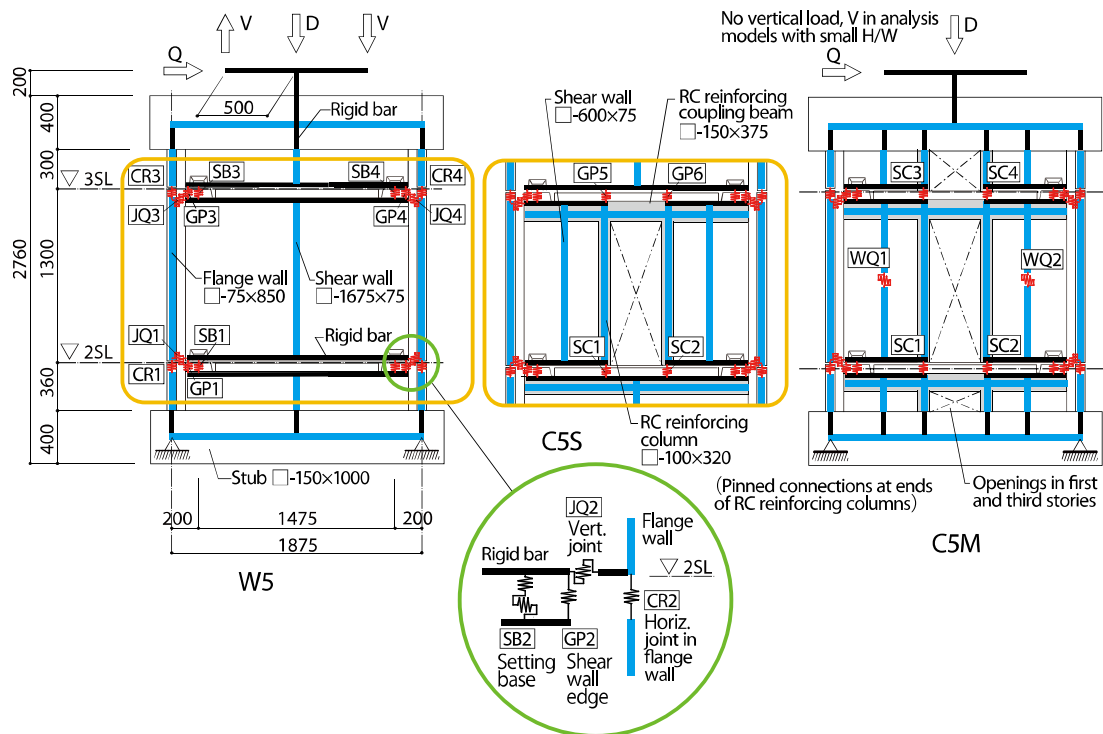 V
D
V
Q
500
Rigid bar
200
400
300
1300
2760
360
400
3SL
2SL
CR3
SB3
SB4
CR4
JQ3
GP3
GP4
JQ4
Flange wall
□-75×850
Shear wall
□-1675×75
JQ1
SB1
Rigid bar
CR1
GP1
Stub □-150×1000
200
1475
200
1875
W5
Shear wall
□-600×75
RC reinforcing
coupling beam
□-150×375
GP5
GP6
SC1
SC2
C5S
RC reinforcing
column
□-100×320
No vertical load, V in analysis
models with small H/W
D
Q
SC3
SC4
WQ1
WQ2
SC1
SC2
(Pinned connections at ends
of RC reinforcing columns)
Openings in first
and third stories
C5M
JQ2
Vert.
joint
Flange
wall
Rigid bar
2SL
SB2
Setting
base
GP2
Shear
wall
edge
CR2
Horiz.
joint in
flange
wall